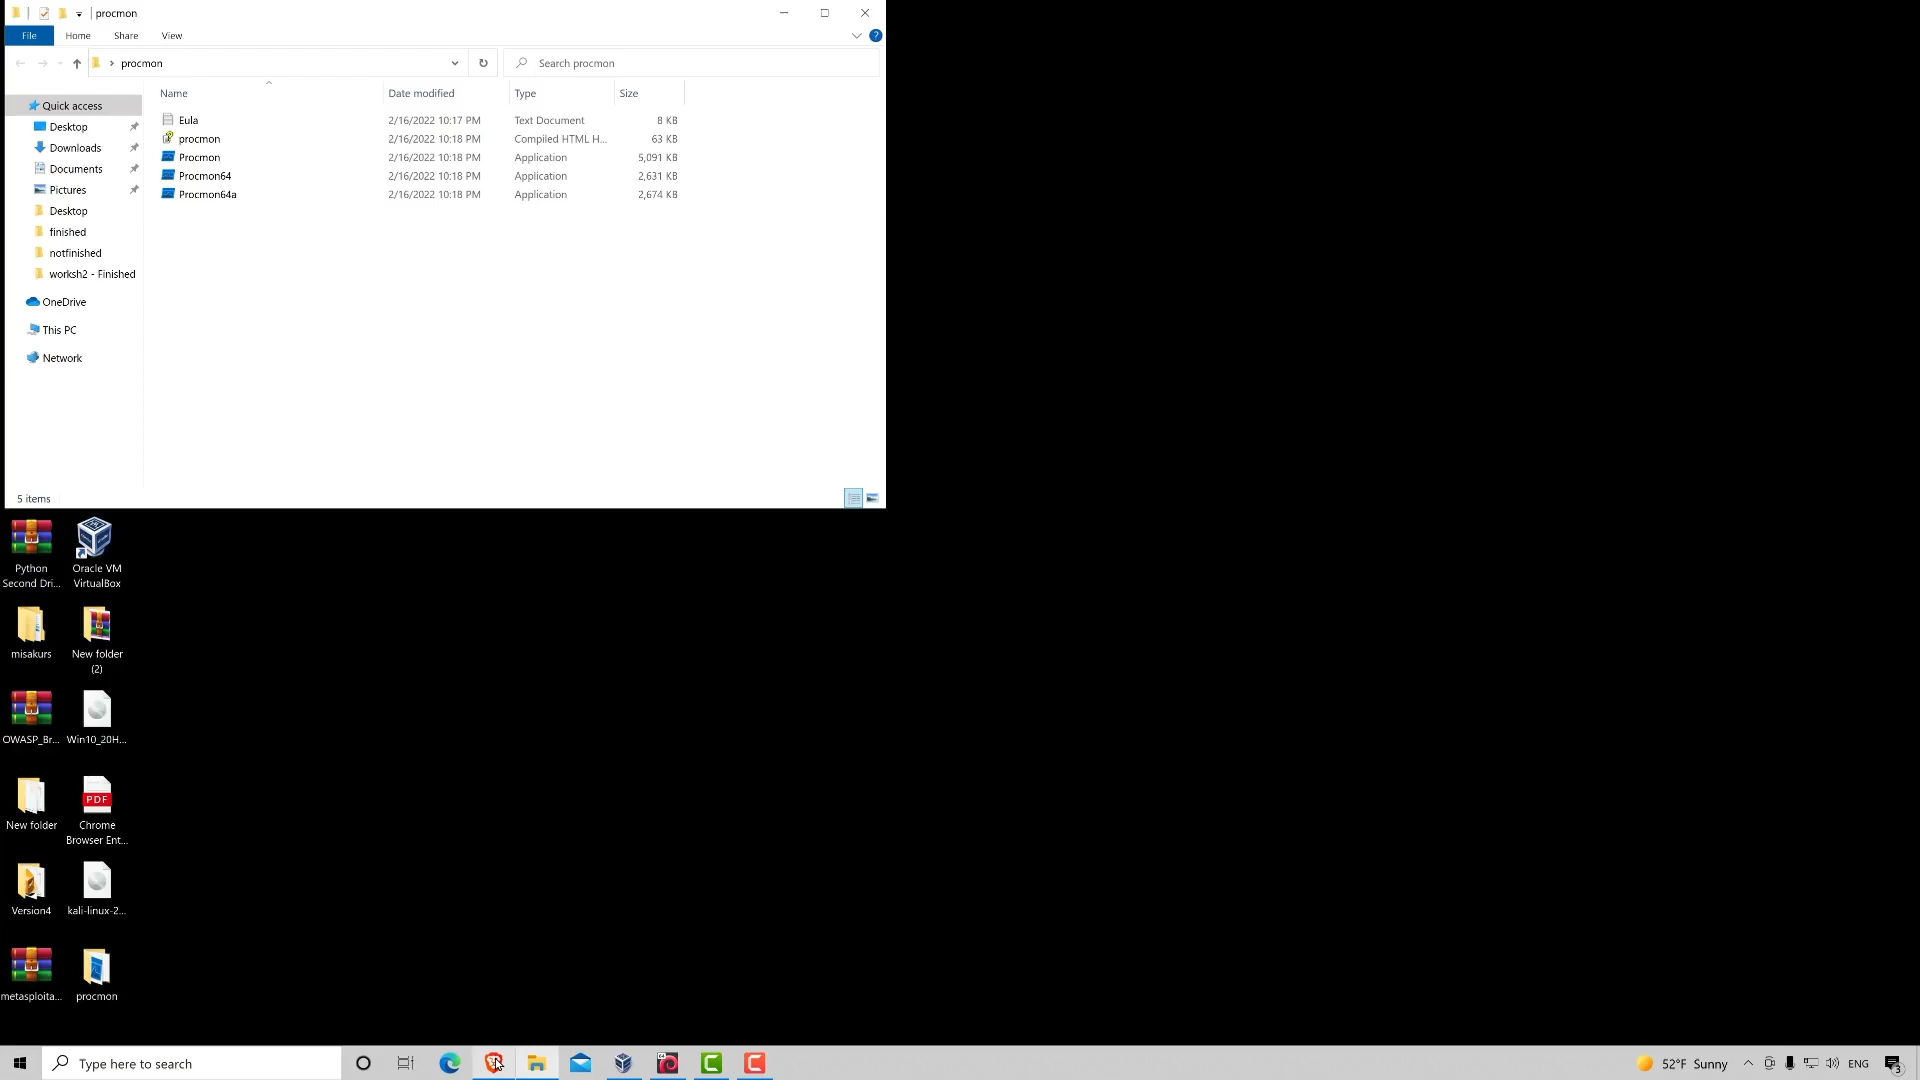 procmon
File Home Share View
procmon
Search procmon
Name Date modified Type Size
Quick access
Desktop
Downloads
Documents
Pictures
Desktop
finished
notfinished
worksh2 - Finished
OneDrive
This PC
Network
Eula 2/16/2022 10:17 PM Text Document 8 KB
procmon 2/16/2022 10:18 PM Compiled HTML H... 63 KB
Procmon 2/16/2022 10:18 PM Application 5,091 KB
Procmon64 2/16/2022 10:18 PM Application 2,631 KB
Procmon64a 2/16/2022 10:18 PM Application 2,674 KB
5 items
Python
Second Dri...
Oracle VM
VirtualBox
misakurs
New folder
(2)
OWASP_Br...
Win10_20H...
New folder
PDF
Chrome
Browser Ent...
Version4
kali-linux-2...
metasploita...
procmon
Type here to search
52°F Sunny
ENG
3